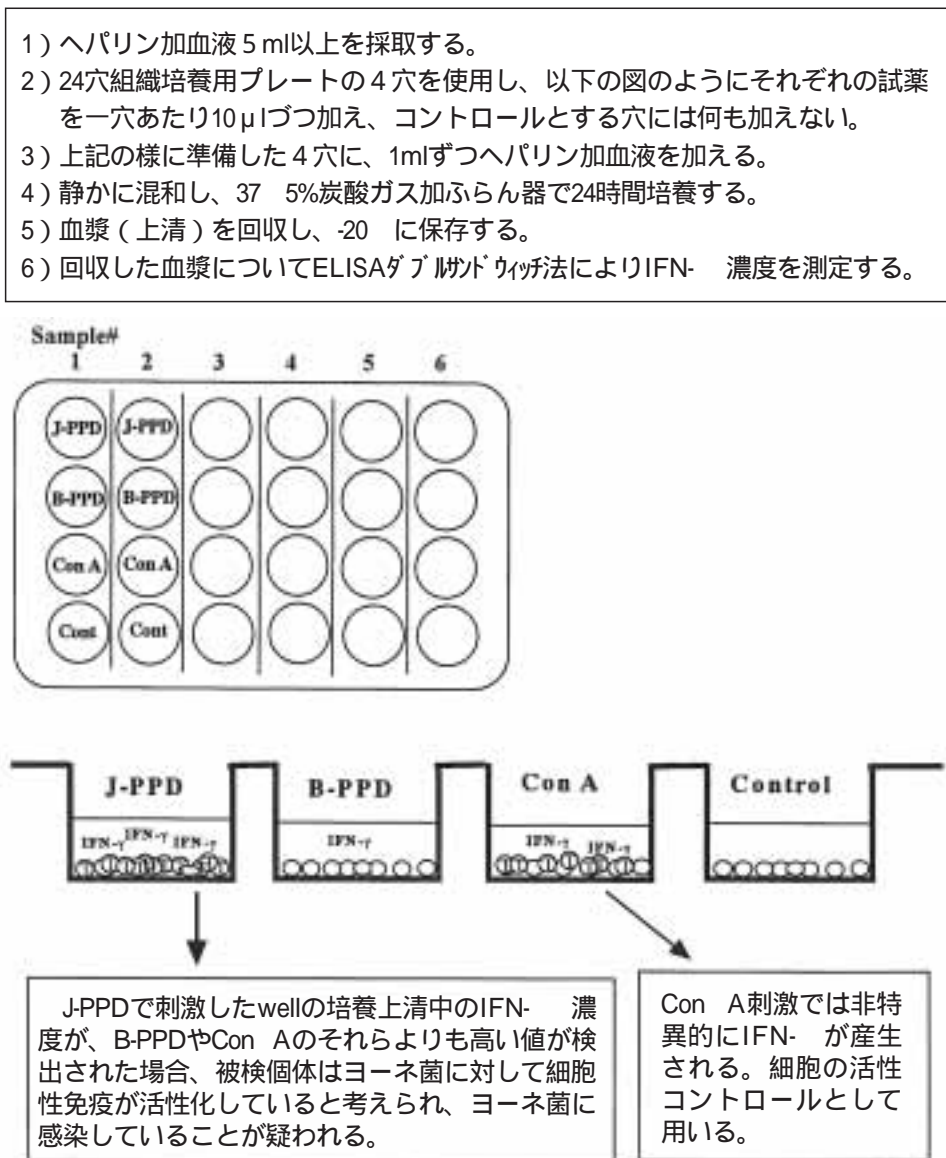 1）ヘパリン加血液５ml以上を採取する。
2）24穴組織培養用プレートの４穴を使用し、以下の図のようにそれぞれの試薬
を一穴あたり10μlづつ加え、コントロールとする穴には何も加えない。
3）上記の様に準備した４穴に、1mlずつヘパリン加血液を加える。
4）静かに混和し、37　5%炭酸ガス加ふらん器で24時間培養する。
5）血漿（上清）を回収し、-20　に保存する。
6）回収した血漿についてELISAダブルサンドウィッチ法によりIFN-　濃度を測定する。
Sample#
1 2 3 4 5 6
J-PPD J-PPD
B-PPD B-PPD
Con A Con A
Cont Cont
J-PPD B-PPD Con A Control
IFN-γ IFN-γ IFN-γ IFN-γ IFN-γ IFN-γ
J-PPDで刺激したwellの培養上清中のIFN-　濃
度が、B-PPDやCon Aのそれらよりも高い値が検
出された場合、被検個体はヨーネ菌に対して細胞
性免疫が活性化していると考えられ、ヨーネ菌に
感染していることが疑われる。
Con A刺激では非特
異的にIFN-　が産生
される。細胞の活性
コントロールとして
用いる。